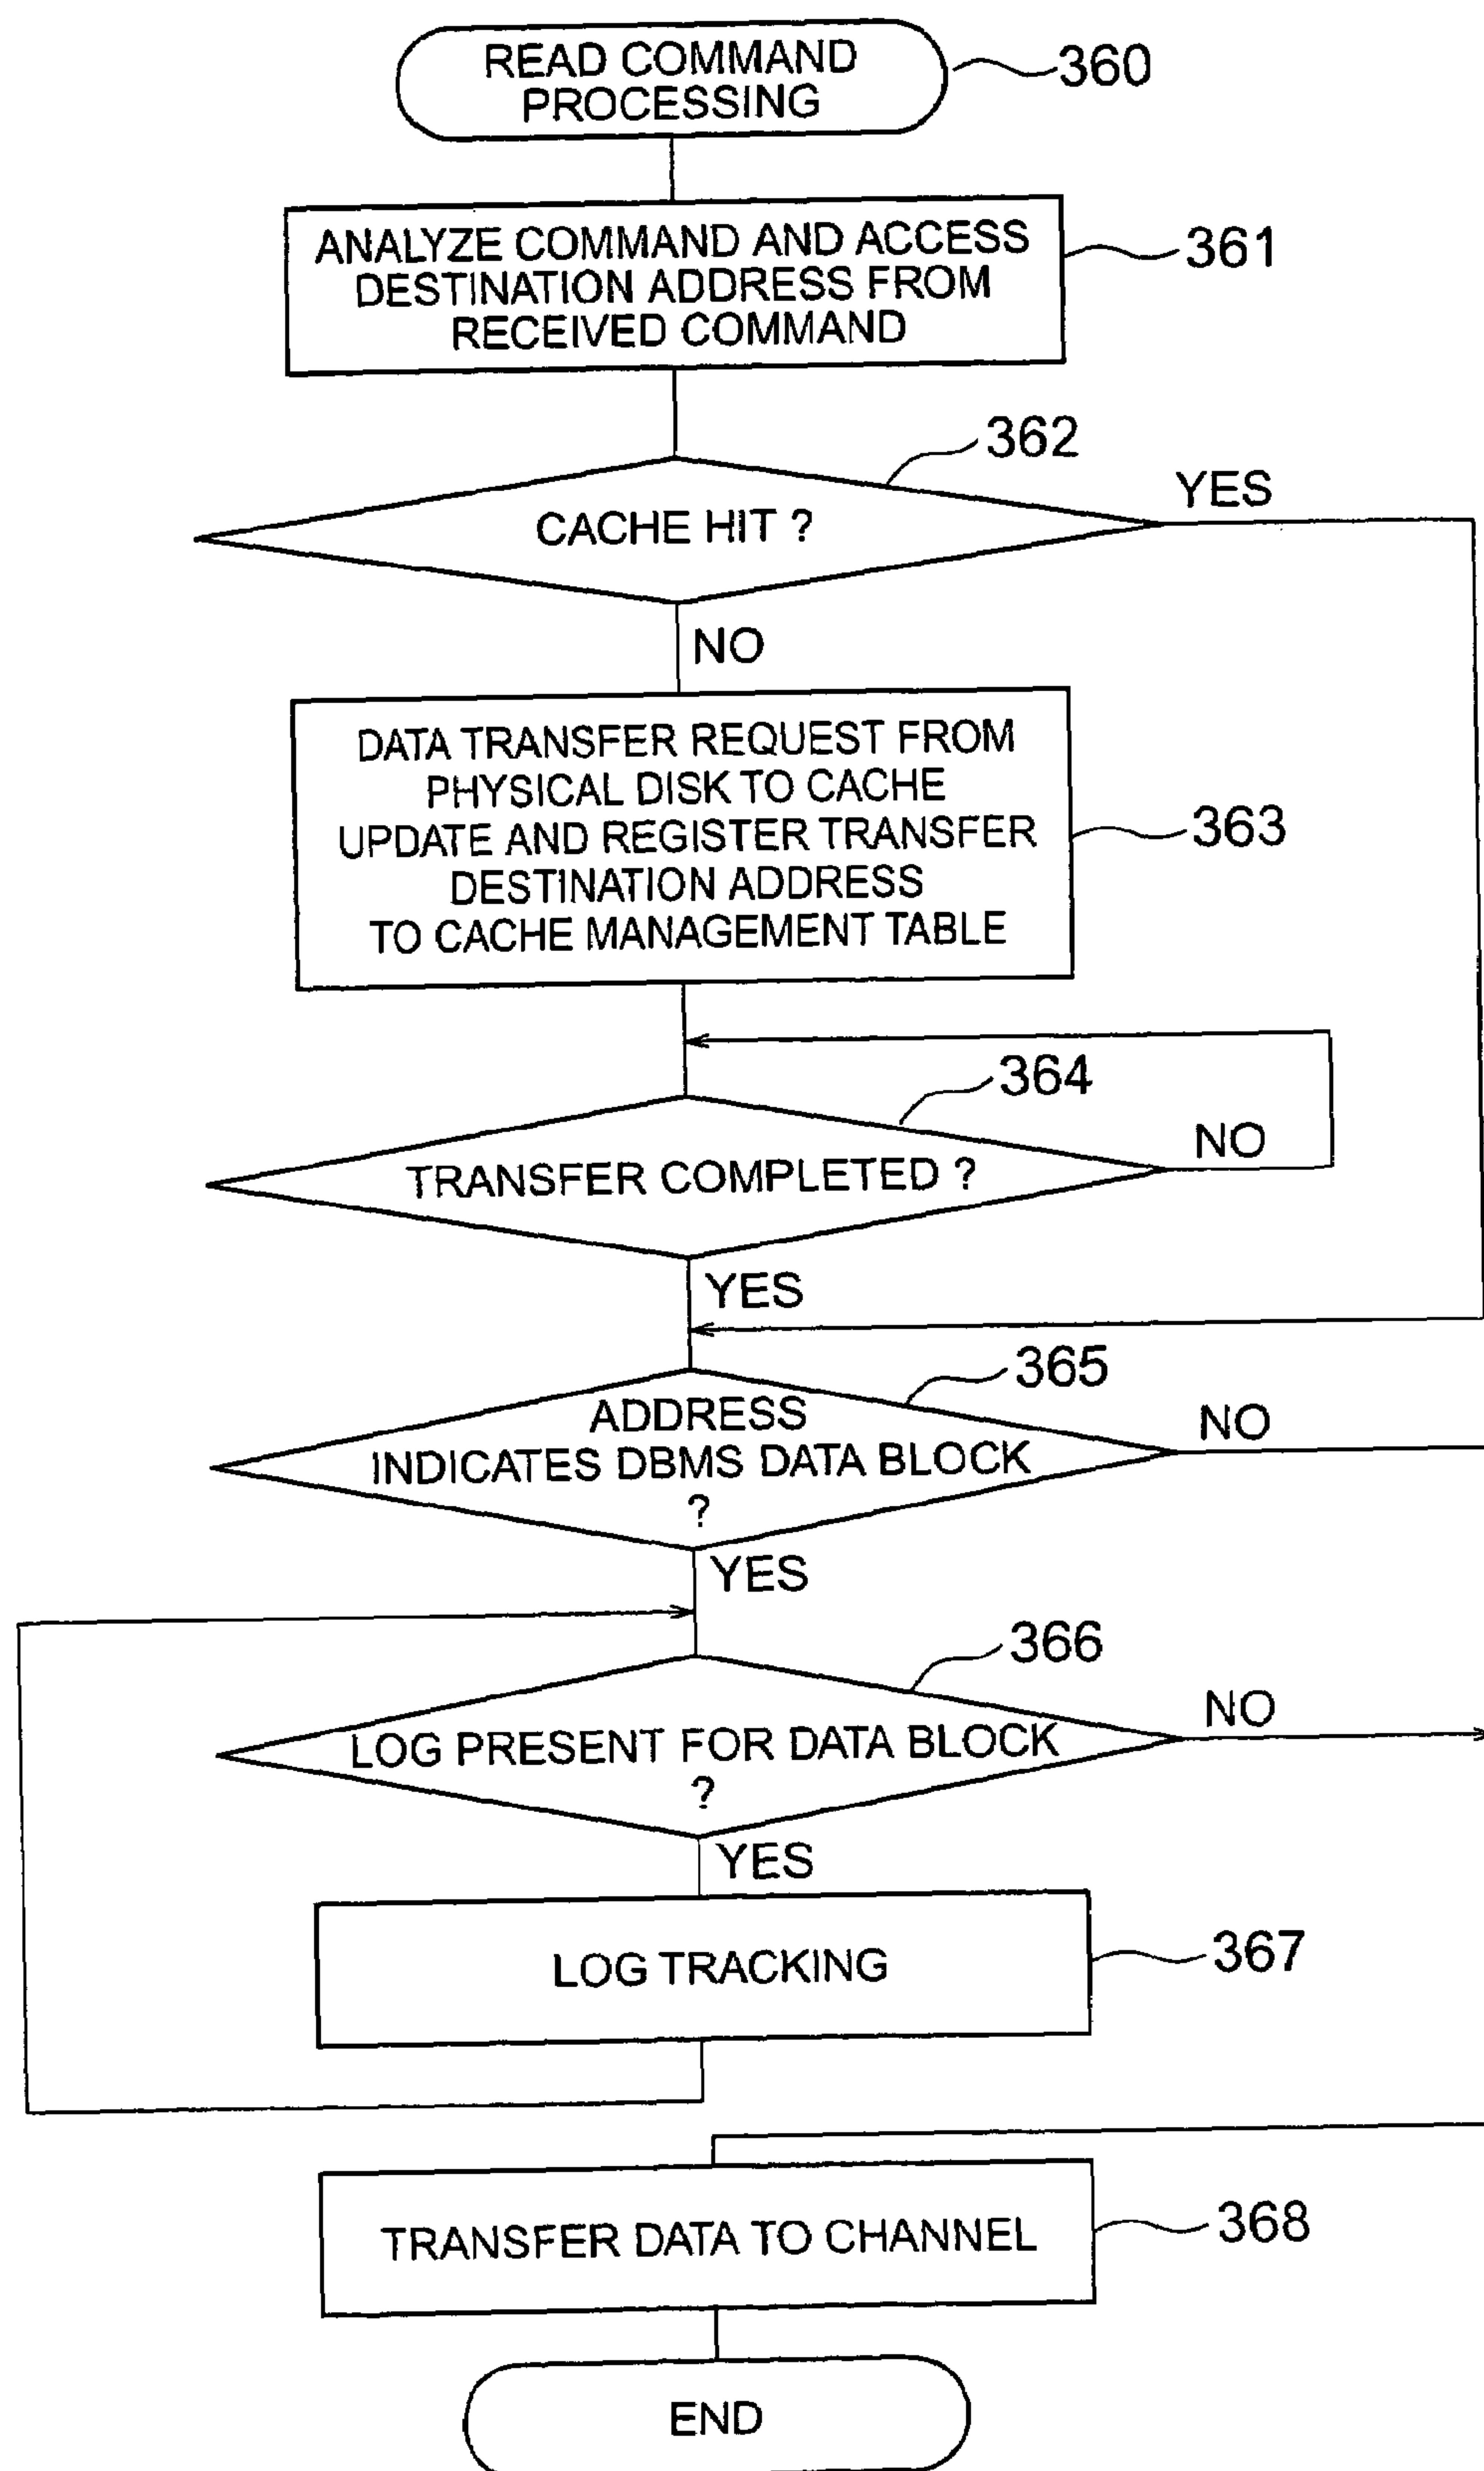 READ COMMAND
PROCESSING
360
ANALYZE COMMAND AND ACCESS
DESTINATION ADDRESS FROM
RECEIVED COMMAND
361
362
CACHE HIT ?
YES
NO
DATA TRANSFER REQUEST FROM
PHYSICAL DISK TO CACHE
UPDATE AND REGISTER TRANSFER
DESTINATION ADDRESS
TO CACHE MANAGEMENT TABLE
363
364
TRANSFER COMPLETED ?
NO
YES
365
ADDRESS
INDICATES DBMS DATA BLOCK
?
NO
YES
366
LOG PRESENT FOR DATA BLOCK
?
NO
YES
LOG TRACKING
367
TRANSFER DATA TO CHANNEL
368
END